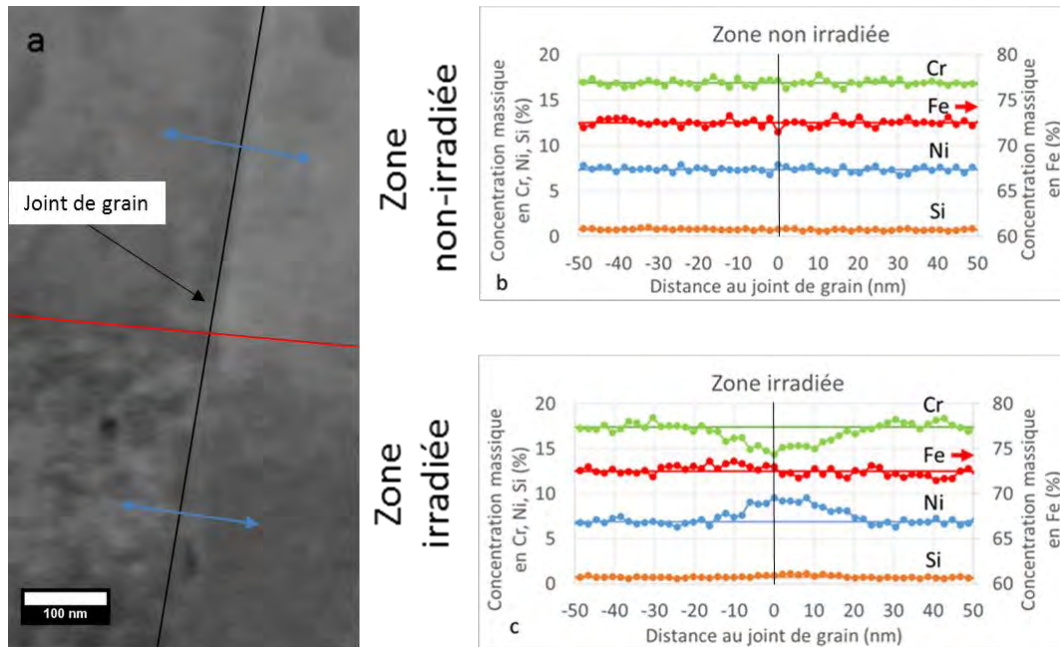 a
Joint de grain
100 nm
Zone
non-irradiée
Zone
irradiée
Zone non irradiée
Concentration massique
en Cr, Ni, Si (%)
20
15
10
5
0
80
75
70
65
60
Concentration massique
en Fe (%)
Cr
Fe
Ni
Si
-50 -40 -30 -20 -10 0 10 20 30 40 50
Distance au joint de grain (nm)
b
Zone irradiée
Concentration massique
en Cr, Ni, Si (%)
20
15
10
5
0
80
75
70
65
60
Concentration massique
en Fe (%)
Cr
Fe
Ni
Si
-50 -40 -30 -20 -10 0 10 20 30 40 50
Distance au joint de grain (nm)
c